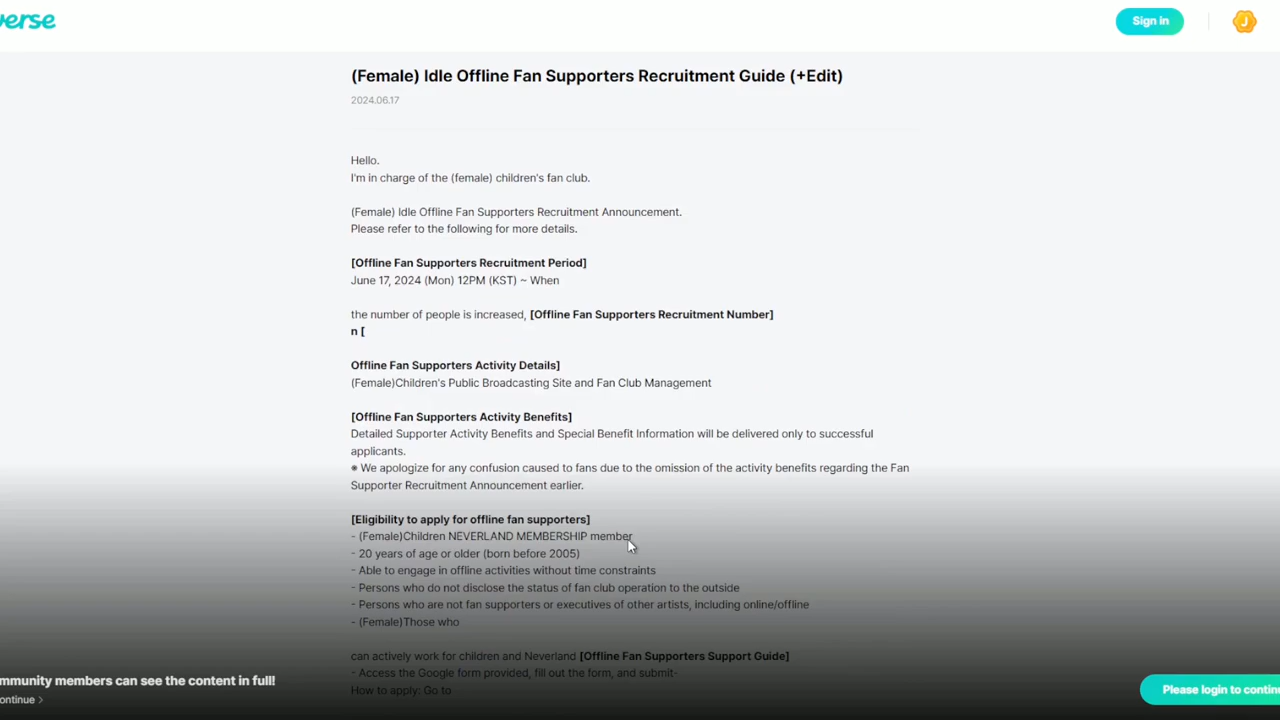 verse
Sign in
J
(Female) Idle Offline Fan Supporters Recruitment Guide (+Edit)
2024.06.17
Hello.
I'm in charge of the (female) children's fan club.
(Female) Idle Offline Fan Supporters Recruitment Announcement.
Please refer to the following for more details.
[Offline Fan Supporters Recruitment Period]
June 17, 2024 (Mon) 12PM (KST) ~ When
the number of people is increased, [Offline Fan Supporters Recruitment Number]
n [
Offline Fan Supporters Activity Details]
(Female)Children's Public Broadcasting Site and Fan Club Management
[Offline Fan Supporters Activity Benefits]
Detailed Supporter Activity Benefits and Special Benefit Information will be delivered only to successful
applicants.
※ We apologize for any confusion caused to fans due to the omission of the activity benefits regarding the Fan
Supporter Recruitment Announcement earlier.
[Eligibility to apply for offline fan supporters]
- (Female)Children NEVERLAND MEMBERSHIP member
- 20 years of age or older (born before 2005)
- Able to engage in offline activities without time constraints
- Persons who do not disclose the status of fan club operation to the outside
- Persons who are not fan supporters or executives of other artists, including online/offline
- (Female)Those who
can actively work for children and Neverland [Offline Fan Supporters Support Guide]
- Access the Google form provided, fill out the form, and submit-
How to apply: Go to
mmunity members can see the content in full!
ontinue >
Please login to contin